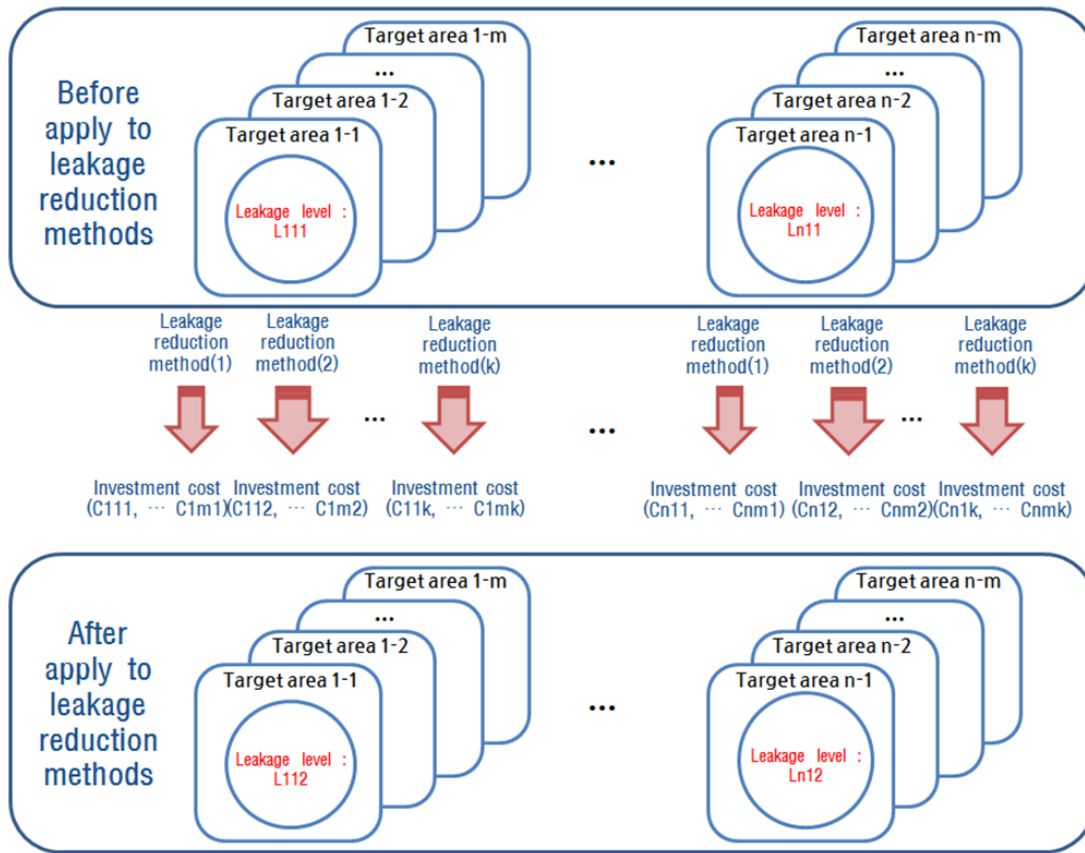 Target area 1-m
...
Target area 1-2
Target area 1-1
Leakage level :
L111
Before
apply to
leakage
reduction
methods
...
Target area n-m
...
Target area n-2
Target area n-1
Leakage level :
Ln11
Leakage
reduction
method(1)
Leakage
reduction
method(2)
...
Leakage
reduction
method(k)
...
Leakage
reduction
method(1)
Leakage
reduction
method(2)
...
Leakage
reduction
method(k)
Investment cost
(C111, ··· C1m1)
Investment cost
(C112, ··· C1m2)
Investment cost
(C11k, ··· C1mk)
Investment cost
(Cn11, ··· Cnm1)
Investment cost
(Cn12, ··· Cnm2)
Investment cost
(Cn1k, ··· Cnmk)
Target area 1-m
...
Target area 1-2
Target area 1-1
Leakage level :
L112
After
apply to
leakage
reduction
methods
...
Target area n-m
...
Target area n-2
Target area n-1
Leakage level :
Ln12